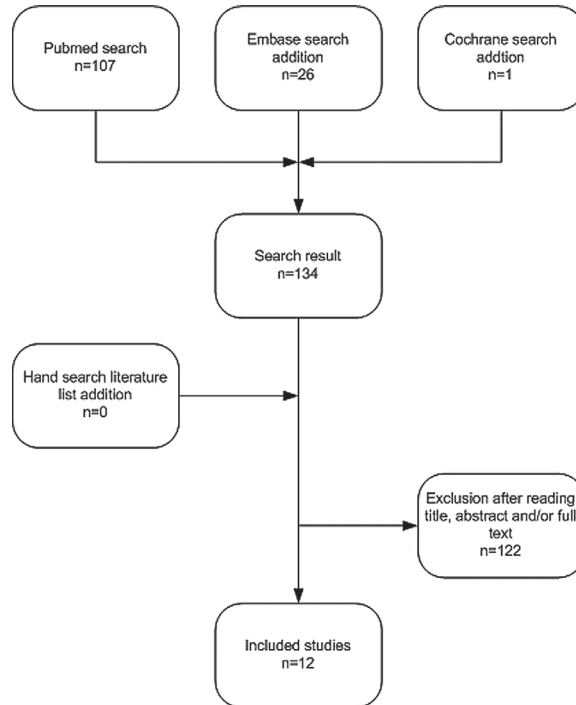 Pubmed search
n=107
Embase search
addition
n=26
Cochrane search
addtion
n=1
Search result
n=134
Hand search literature
list addition
n=0
Exclusion after reading
title, abstract and/or full
text
n=122
Included studies
n=12